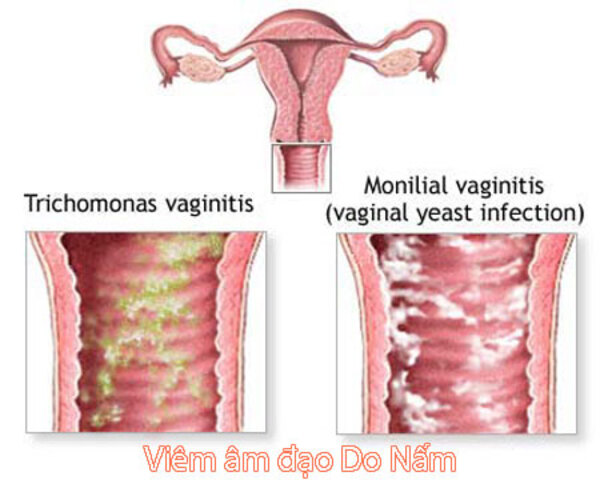 Trichomonas vaginitis
Monilial vaginitis
(vaginal yeast infection)
Viêm âm đạo Do Nấm